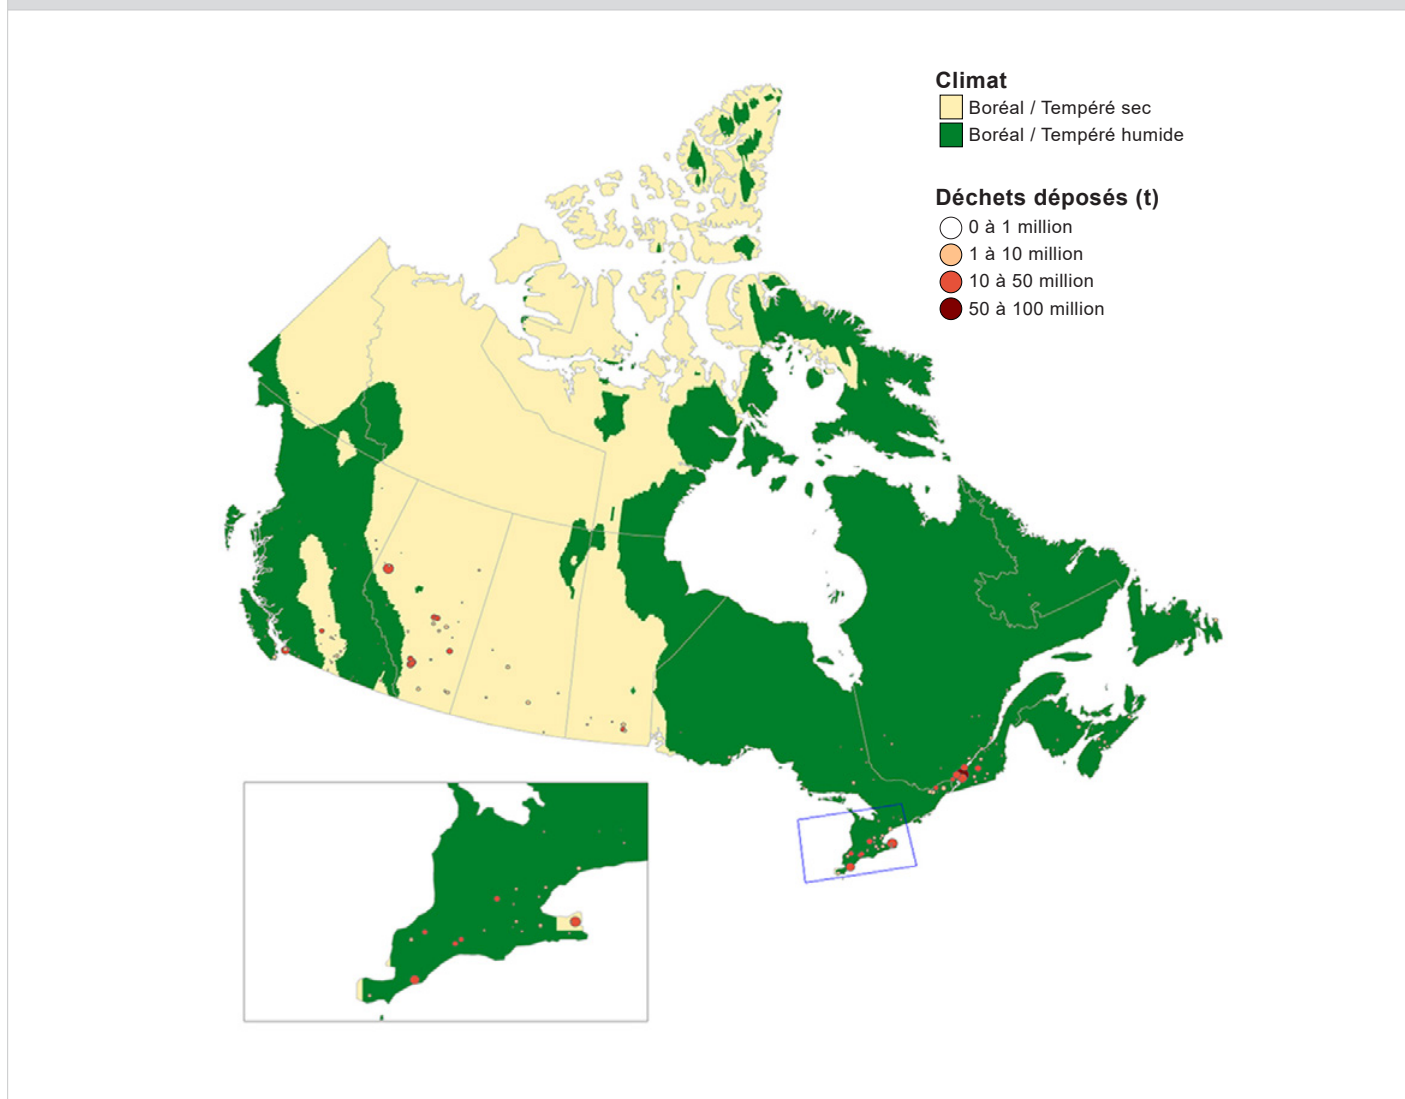 Climat
Boréal / Tempéré sec
Boréal / Tempéré humide
Déchets déposés (t)
0 à 1 million
1 à 10 million
10 à 50 million
50 à 100 million